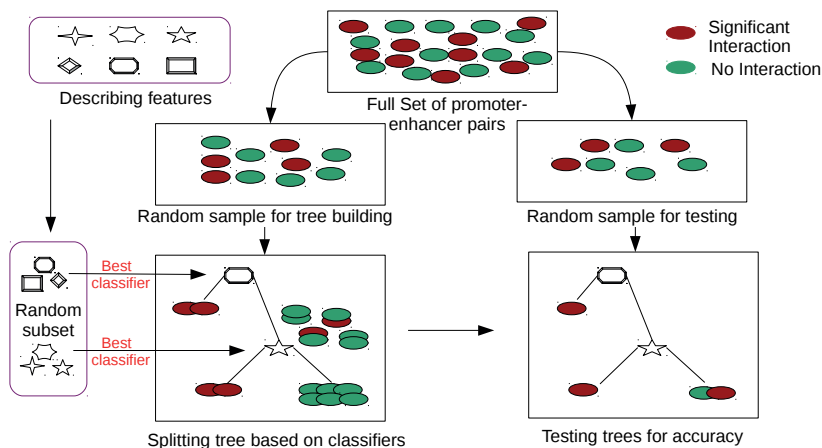 Significant
Interaction
No Interaction
Describing features
Full Set of promoter-
enhancer pairs
Random sample for tree building
Random sample for testing
Best
classifier
Random
subset
Best
classifier
Splitting tree based on classifiers
Testing trees for accuracy